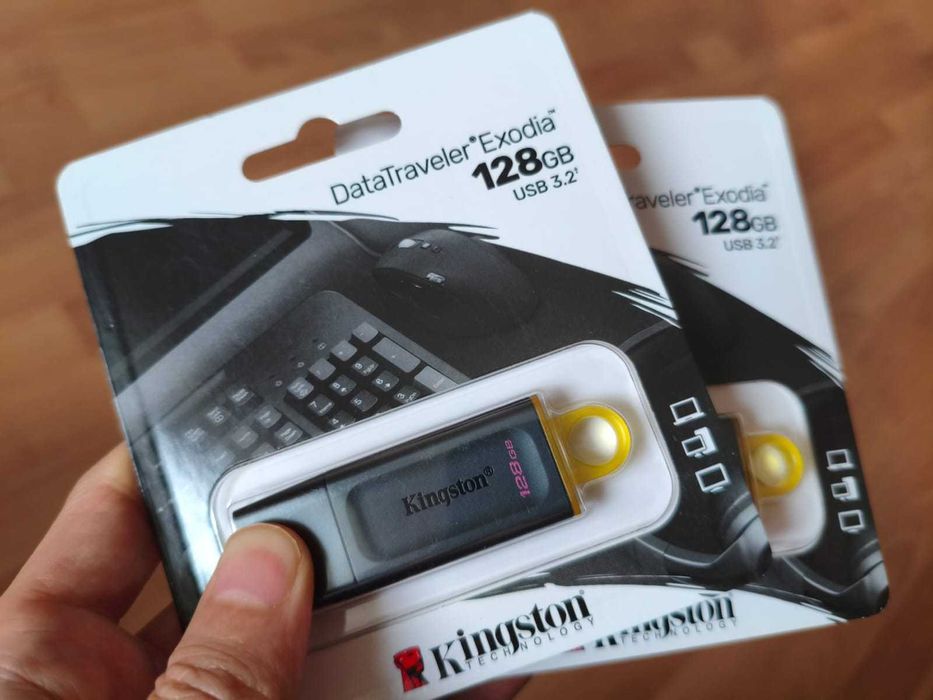 DataTraveler® Exodia™
128GB
USB 3.2¹
Kingston®
128GB
Kingston
TECHNOLOGY
raveler® Exodia™
128GB
USB 3.2¹
Kingston
TECHNOLOGY